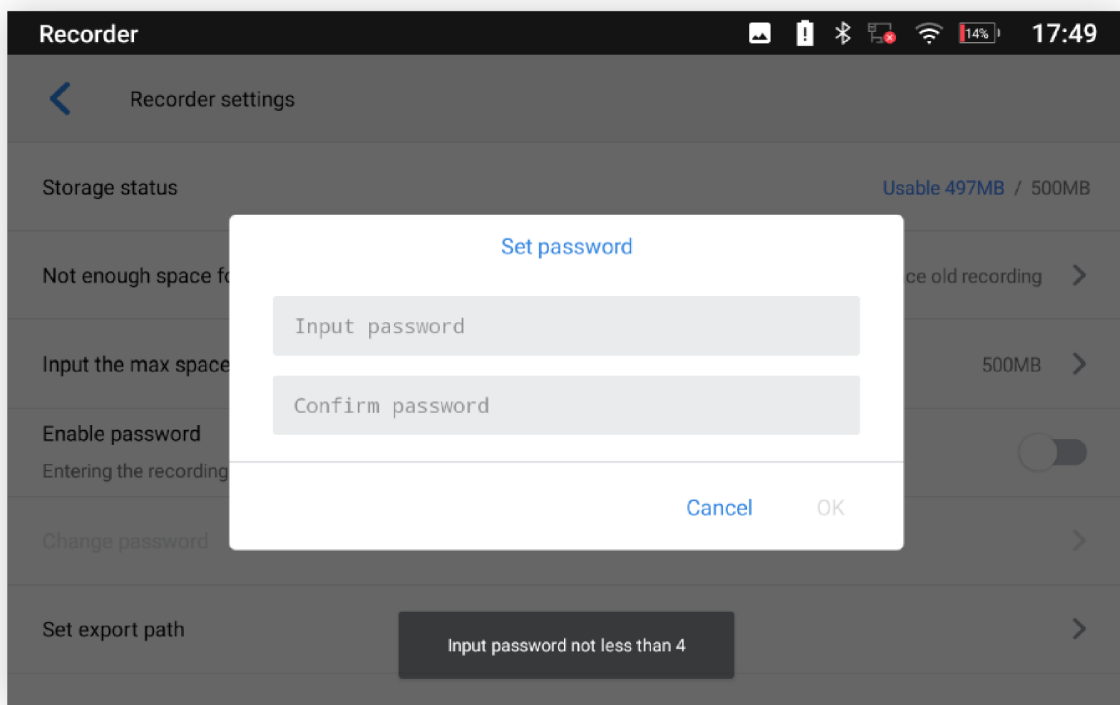 Recorder
14%
17:49
Recorder settings
Storage status
Usable 497MB / 500MB
Set password
Not enough space fo
ce old recording
Input password
Input the max space
500MB
Confirm password
Enable password
Entering the recording
Cancel
OK
Change password
Set export path
Input password not less than 4